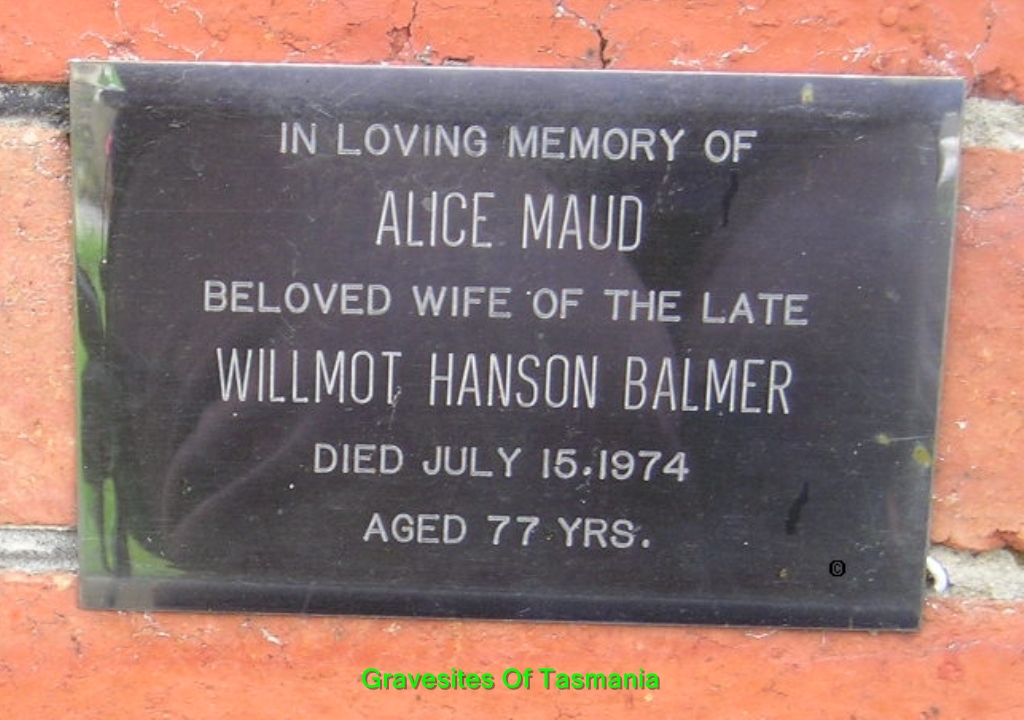 IN LOVING MEMORY OF
ALICE MAUD
BELOVED WIFE OF THE LATE
WILLMOT HANSON BALMER
DIED JULY 15.1974
AGED 77 YRS.
©
Gravesites Of Tasmania